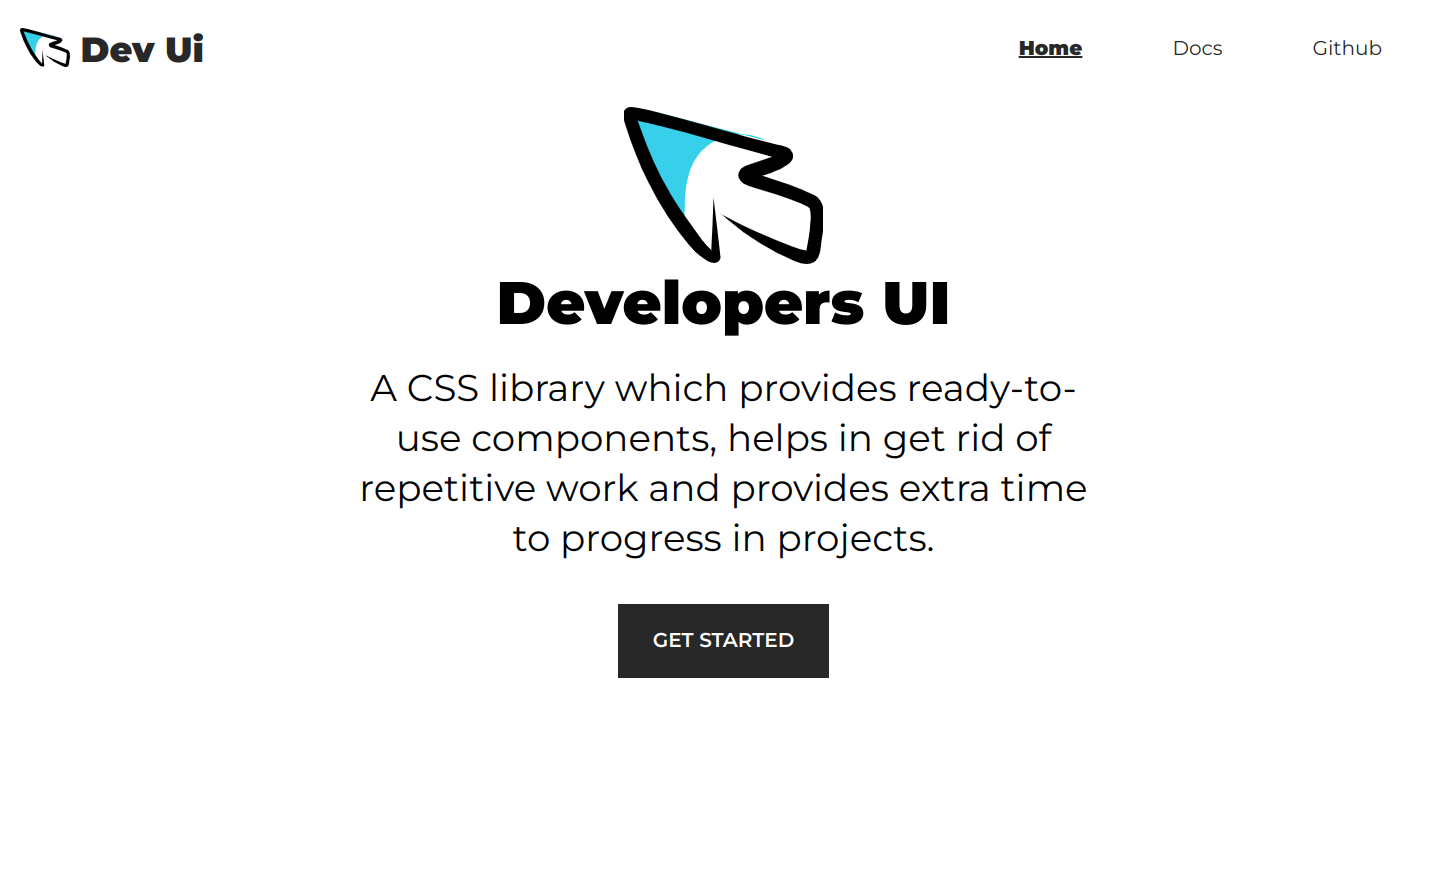 Dev Ui
Home
Docs
Github
Developers UI
A CSS library which provides ready-to-
use components, helps in get rid of
repetitive work and provides extra time
to progress in projects.
GET STARTED